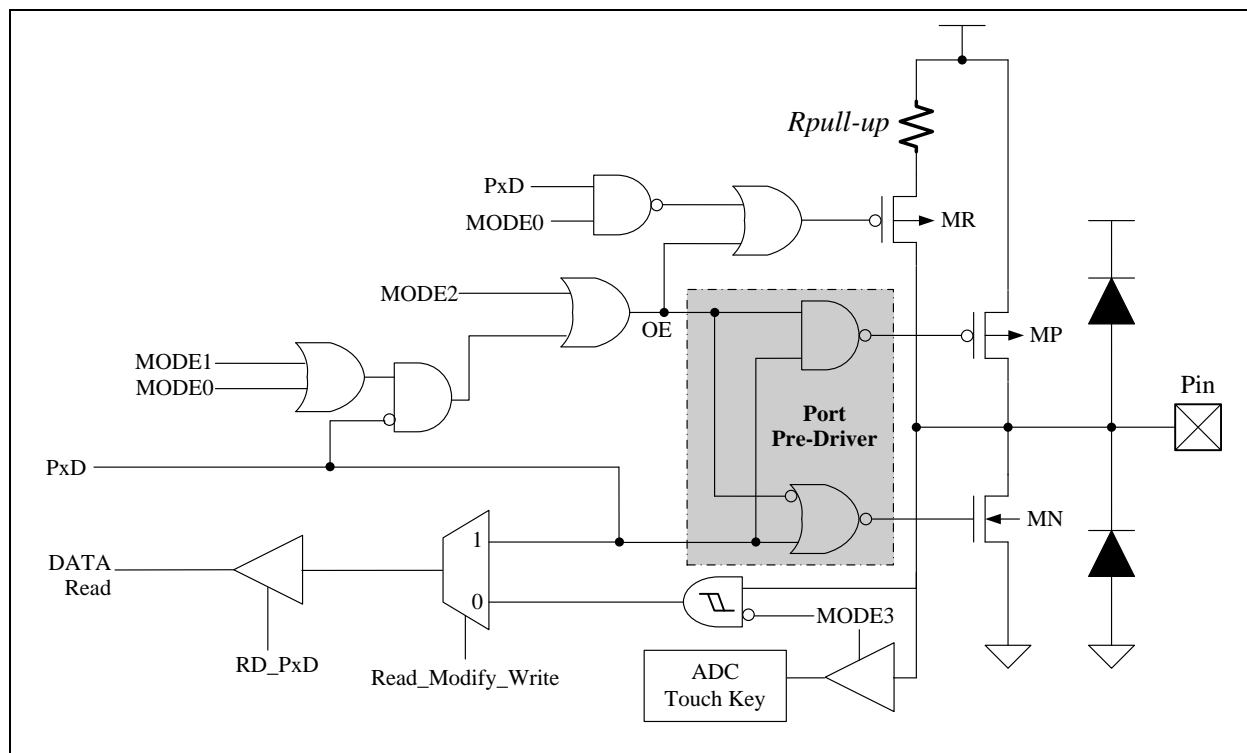 Rpull-up
PxD
MODE0
MR
MODE2
OE
MP
MODE1
MODE0
Pin
Port
Pre-Driver
PxD
MN
1
DATA
Read
0
MODE3
RD_PxD
Read_Modify_Write
ADC
Touch Key